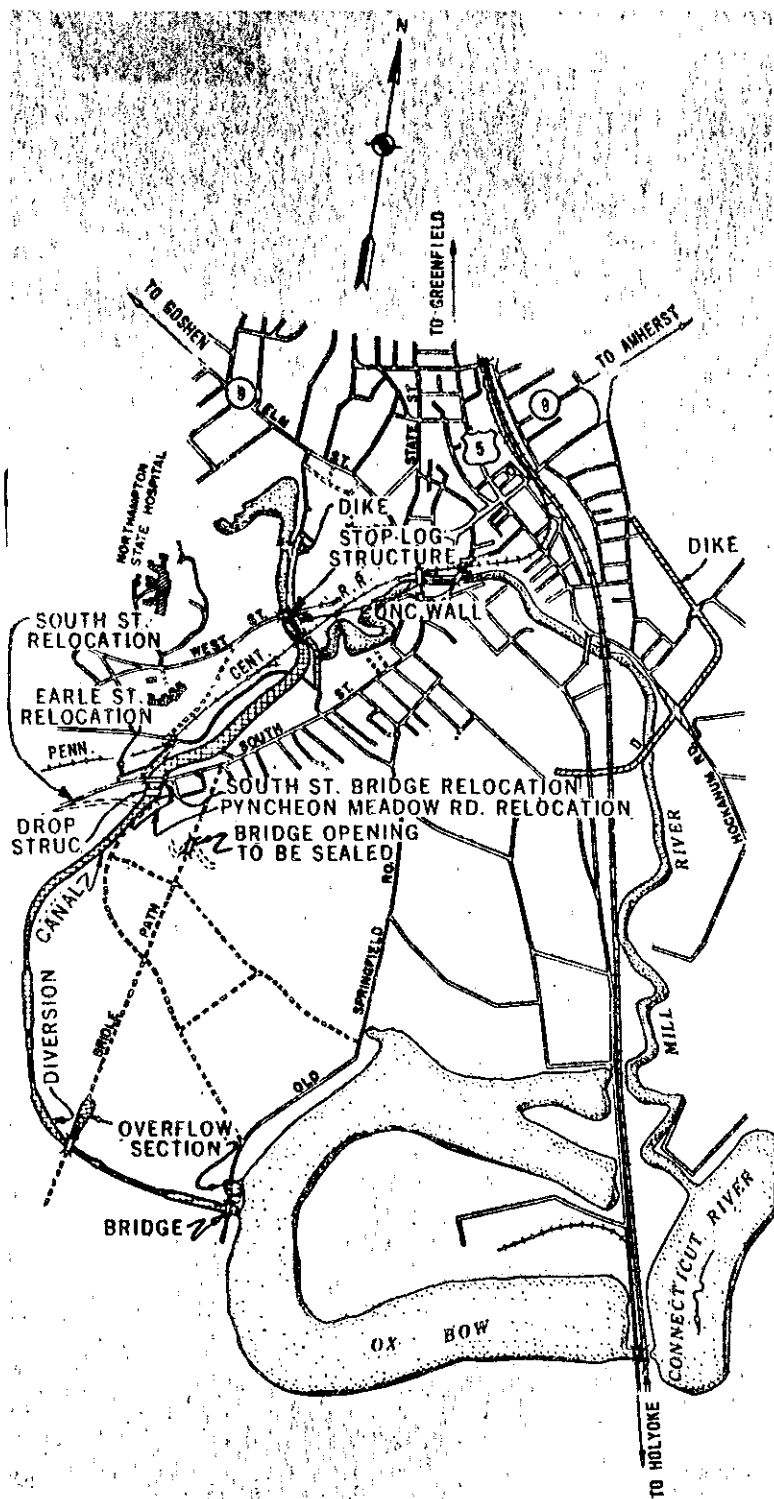 N
TO GREENFIELD
TO GOSHEN
TO AMHERST
9
9
ELM
ST.
STATE ST.
5
NORTHAMPTON
STATE HOSPITAL
DIKE
STOP LOG
STRUCTURE
DIKE
R.R.
CONC. WALL
SOUTH ST.
RELOCATION
WEST ST.
CENT.
EARLE ST.
RELOCATION
PENN.
SOUTH ST.
HOCKANUM RD.
SOUTH ST. BRIDGE RELOCATION
PYNCHEON MEADOW RD. RELOCATION
DROP
STRUC.
BRIDGE OPENING
TO BE SEALED
CANAL
RIVER
PATH
SPRINGFIELD RD.
DIVERSION
BRIDLE
MILL
OLD
OVERFLOW
SECTION
BRIDGE
OX BOW
CONNECTICUT RIVER
TO HOLYOKE